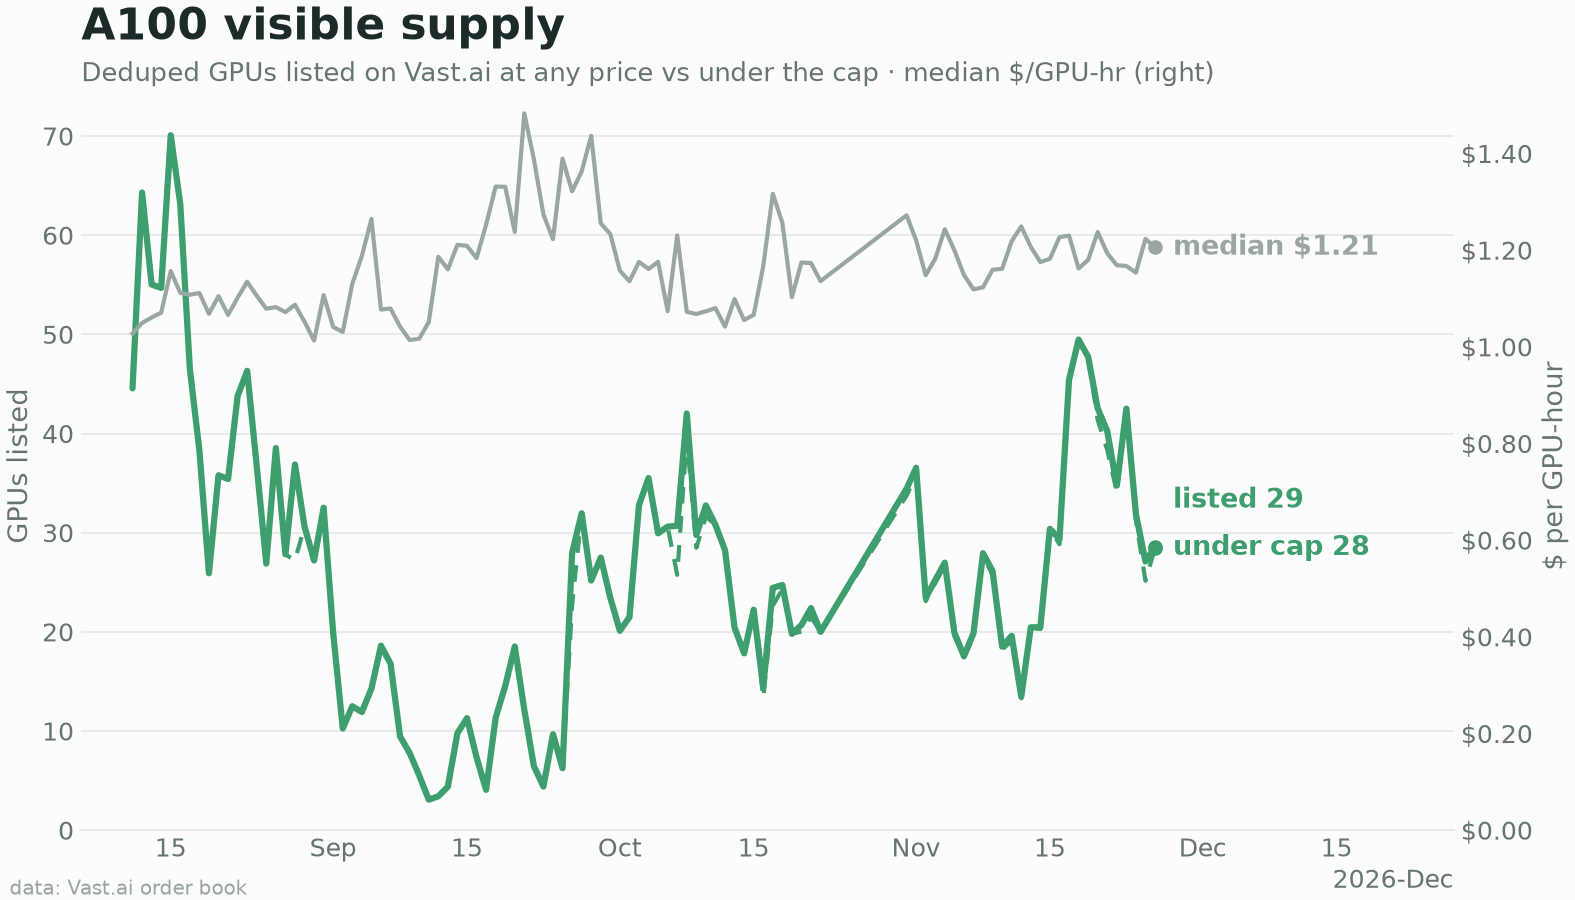 A100 visible supply
Deduped GPUs listed on Vast.ai at any price vs under the cap · median $/GPU-hr (right)
GPUs listed
70
60
50
40
30
20
10
0
$1.40
$1.20
$1.00
$0.80
$0.60
$0.40
$0.20
$0.00
$ per GPU-hour
median $1.21
listed 29
under cap 28
15
Sep
15
Oct
15
Nov
15
Dec
15
2026-Dec
data: Vast.ai order book